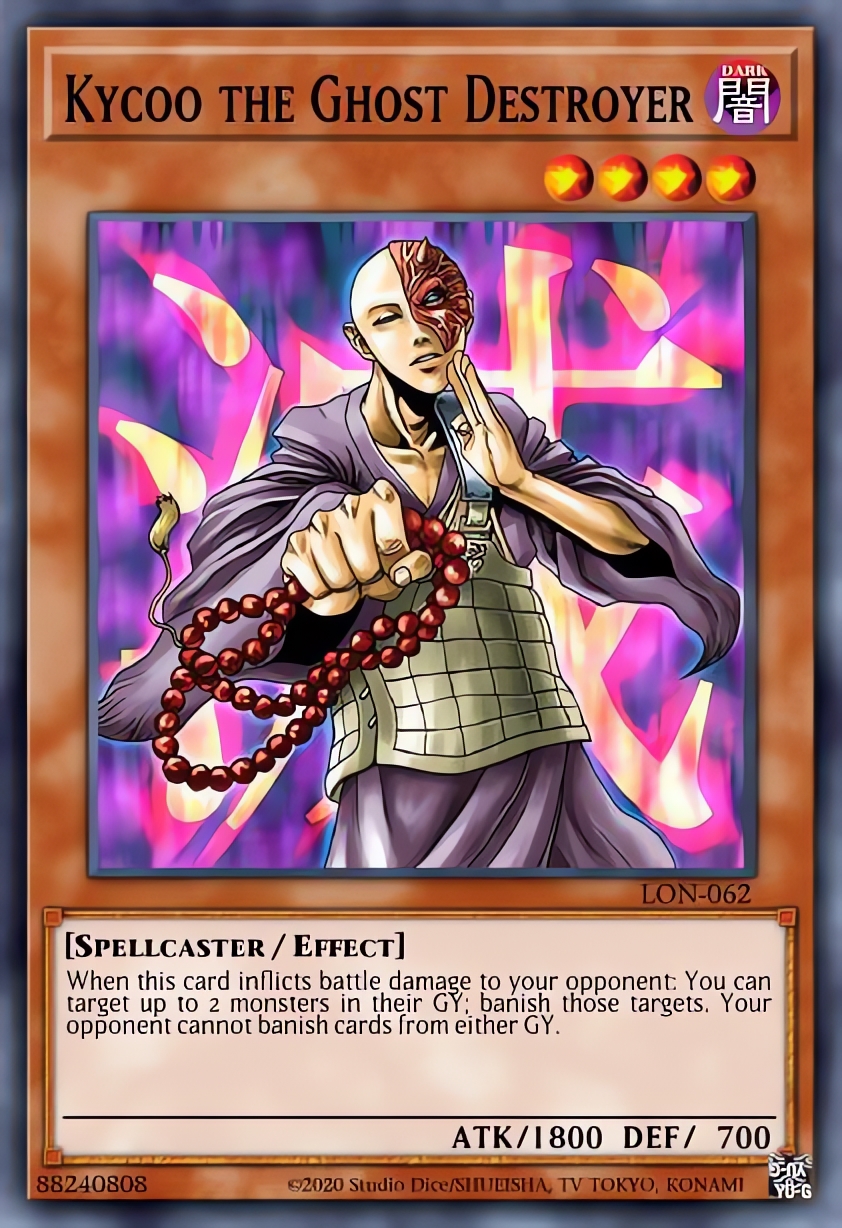 Kycoo the Ghost Destroyer
DARK
闇
LON-062
[Spellcaster / Effect]
When this card inflicts battle damage to your opponent: You can
target up to 2 monsters in their GY; banish those targets. Your
opponent cannot banish cards from either GY.
ATK/1800 DEF/ 700
88240808
©2020 Studio Dice/SHUEISHA, TV TOKYO, KONAMI